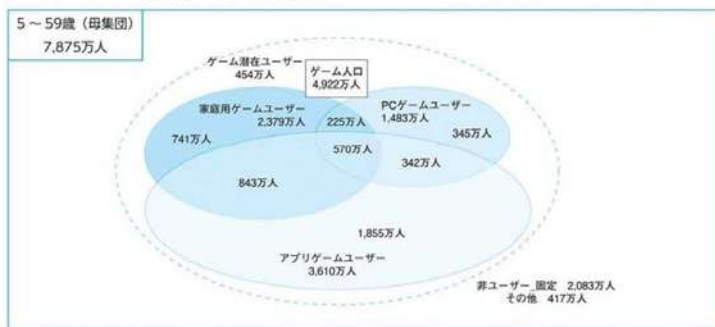 5～59歳（母集団）
7,875万人
ゲーム潜在ユーザー
454万人
ゲーム人口
4,922万人
家庭用ゲームユーザー
2,379万人
PCゲームユーザー
1,483万人
741万人
225万人
345万人
570万人
342万人
843万人
1,855万人
アプリゲームユーザー
3,610万人
非ユーザー_固定 2,083万人
その他 417万人